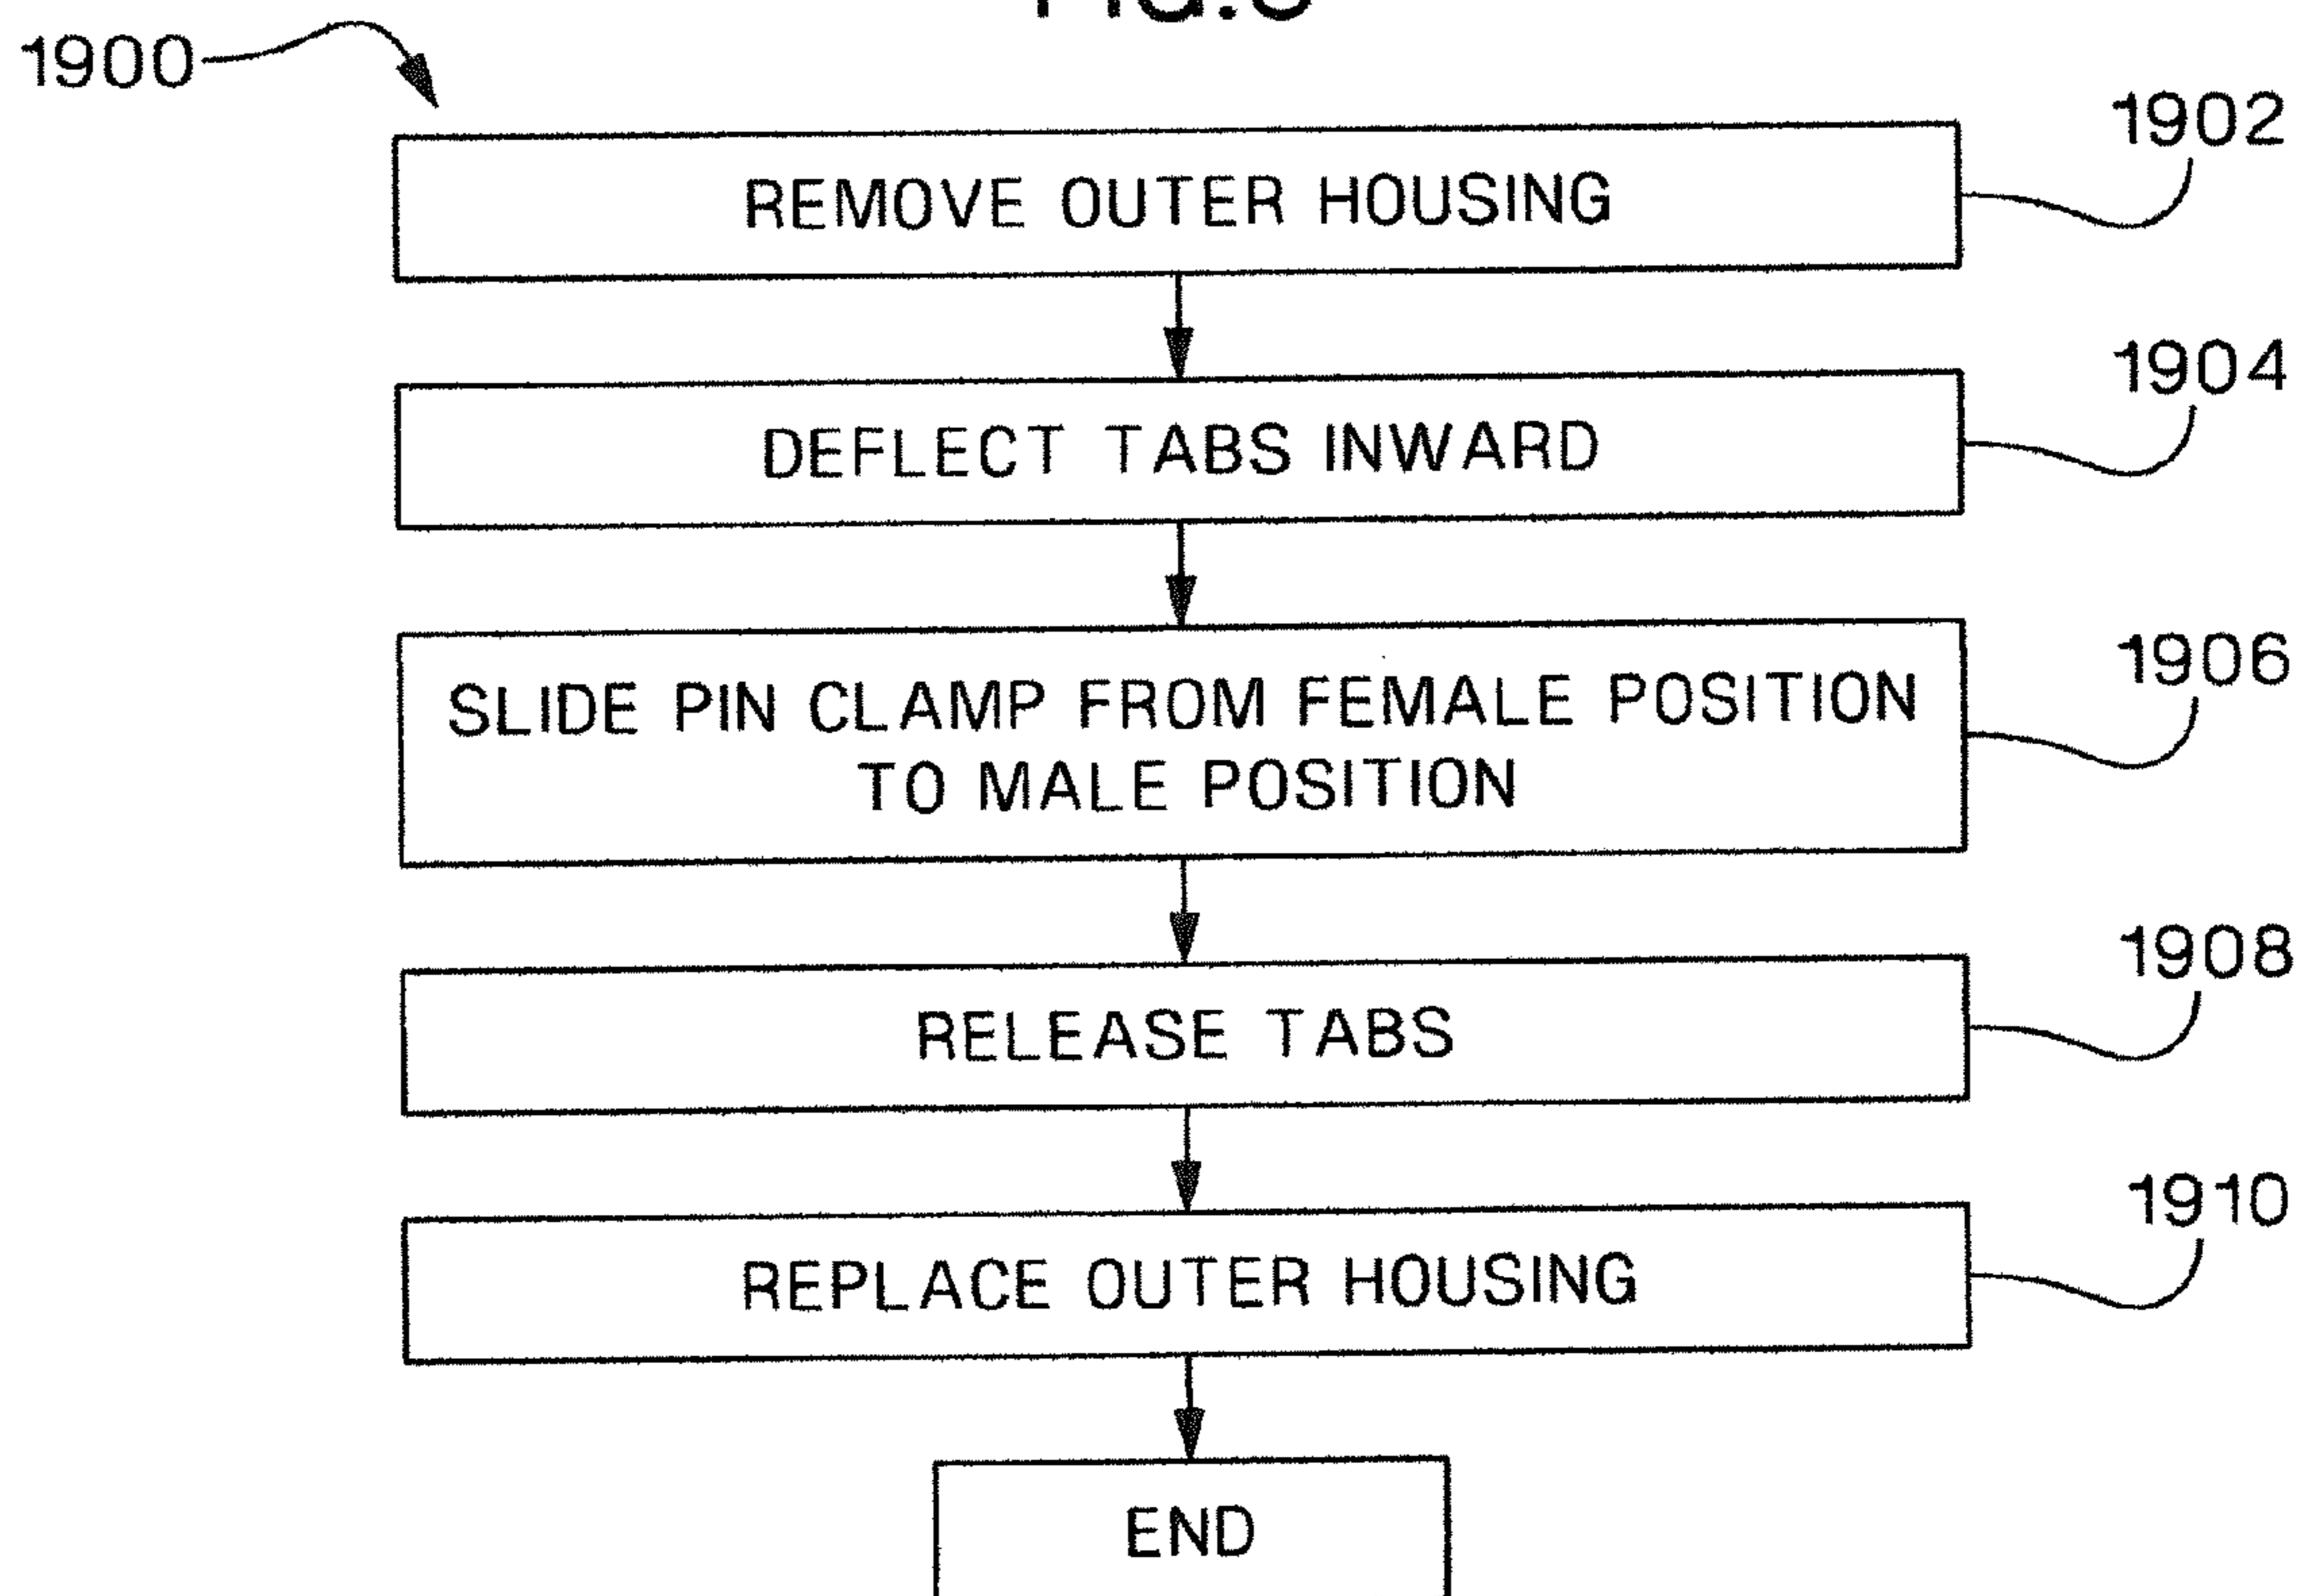 1900
1902
REMOVE OUTER HOUSING
1904
DEFLECT TABS INWARD
1906
SLIDE PIN CLAMP FROM FEMALE POSITION
TO MALE POSITION
1908
RELEASE TABS
1910
REPLACE OUTER HOUSING
END